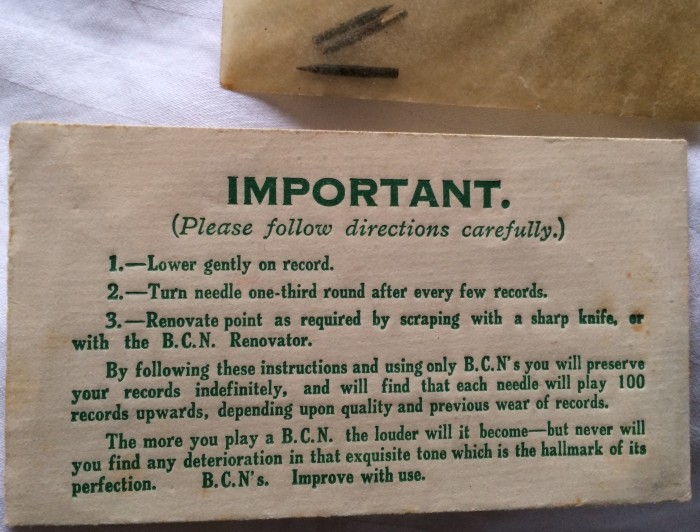 IMPORTANT.
(Please follow directions carefully.)
1.—Lower gently on record.
2.—Turn needle one-third round after every few records.
3.—Renovate point as required by scraping with a sharp knife, or
with the B.C.N. Renovator.
By following these instructions and using only B.C.N's you will preserve
your records indefinitely, and will find that each needle will play 100
records upwards, depending upon quality and previous wear of records.
The more you play a B.C.N. the louder will it become—but never will
you find any deterioration in that exquisite tone which is the hallmark of its
perfection. B.C.N's. Improve with use.